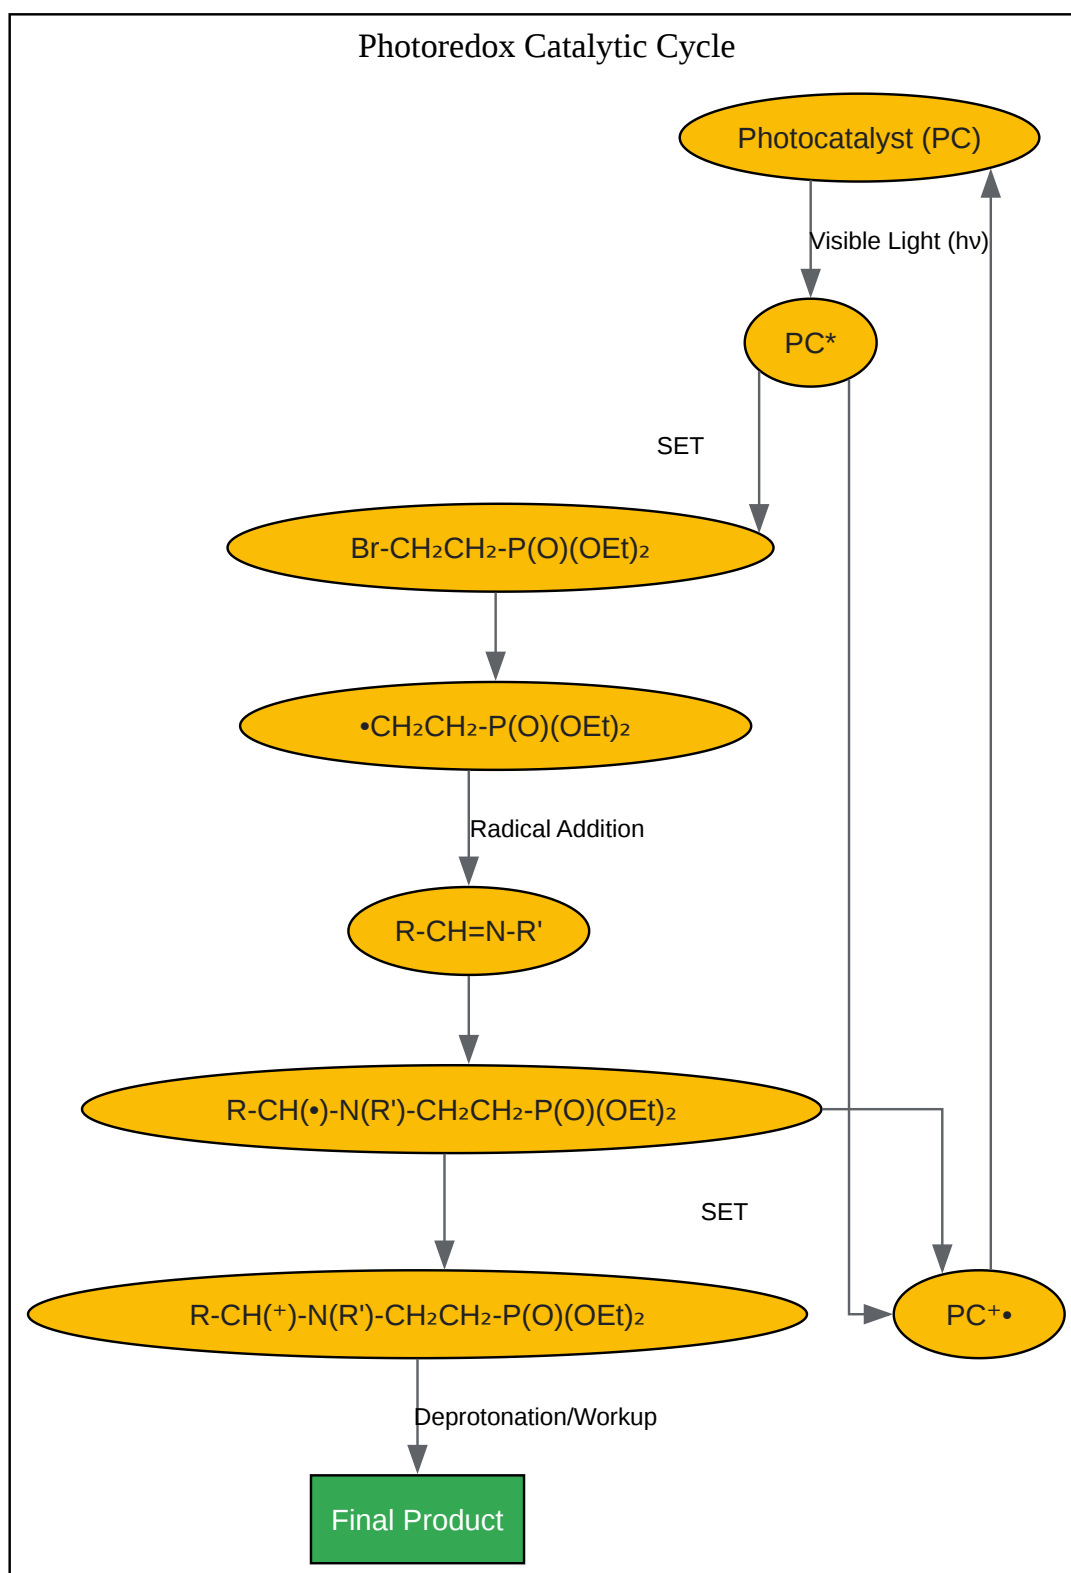 Photoredox Catalytic Cycle
Photocatalyst (PC)
Visible Light (hν)
PC*
SET
Br-CH₂CH₂-P(O)(OEt)₂
•CH₂CH₂-P(O)(OEt)₂
Radical Addition
R-CH=N-R'
R-CH(•)-N(R')-CH₂CH₂-P(O)(OEt)₂
SET
R-CH(⁺)-N(R')-CH₂CH₂-P(O)(OEt)₂
PC⁺•
Deprotonation/Workup
Final Product